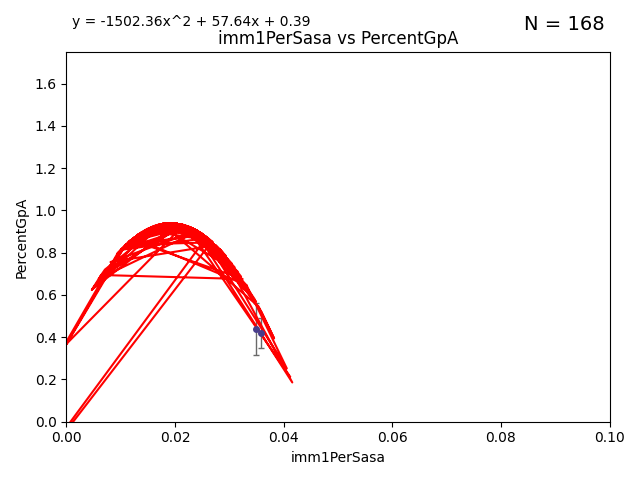 y = -1502.36x^2 + 57.64x + 0.39
N = 168
imm1PerSasa vs PercentGpA
PercentGpA
1.6
1.4
1.2
1.0
0.8
0.6
0.4
0.2
0.0
0.00 0.02 0.04 0.06 0.08 0.10
imm1PerSasa